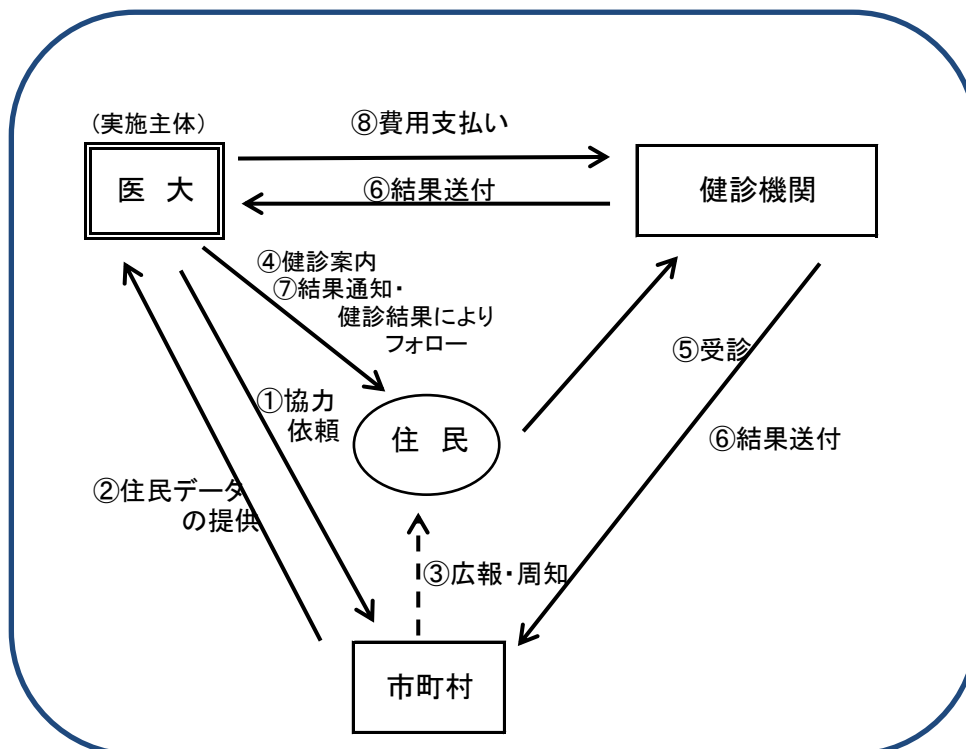 ⑧費用支払い
（実施主体）
医 大
健診機関
⑥結果送付
④健診案内
⑦結果通知・
健診結果により
フォロー
⑤受診
①協力
依頼
住 民
⑥結果送付
②住民データ
の提供
③広報・周知
市町村